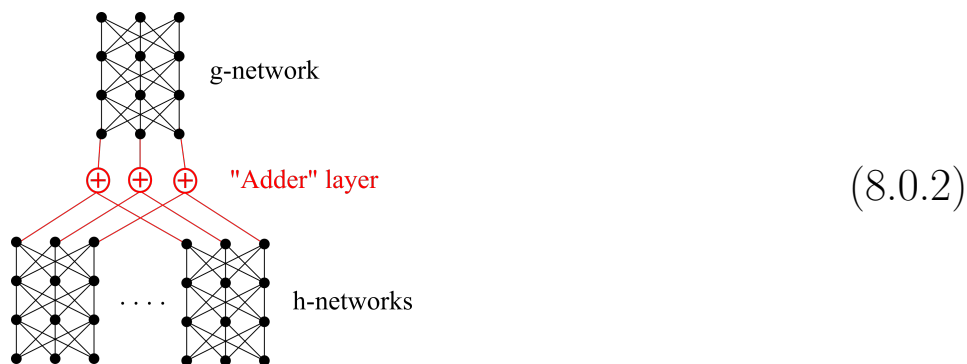 g-network
"Adder" layer
(8.0.2)
. . . .
h-networks